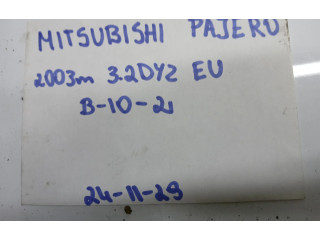 MITSUBISHI PAJERO
2003m 3.2DYZ EU
B-10-21
24-11-29